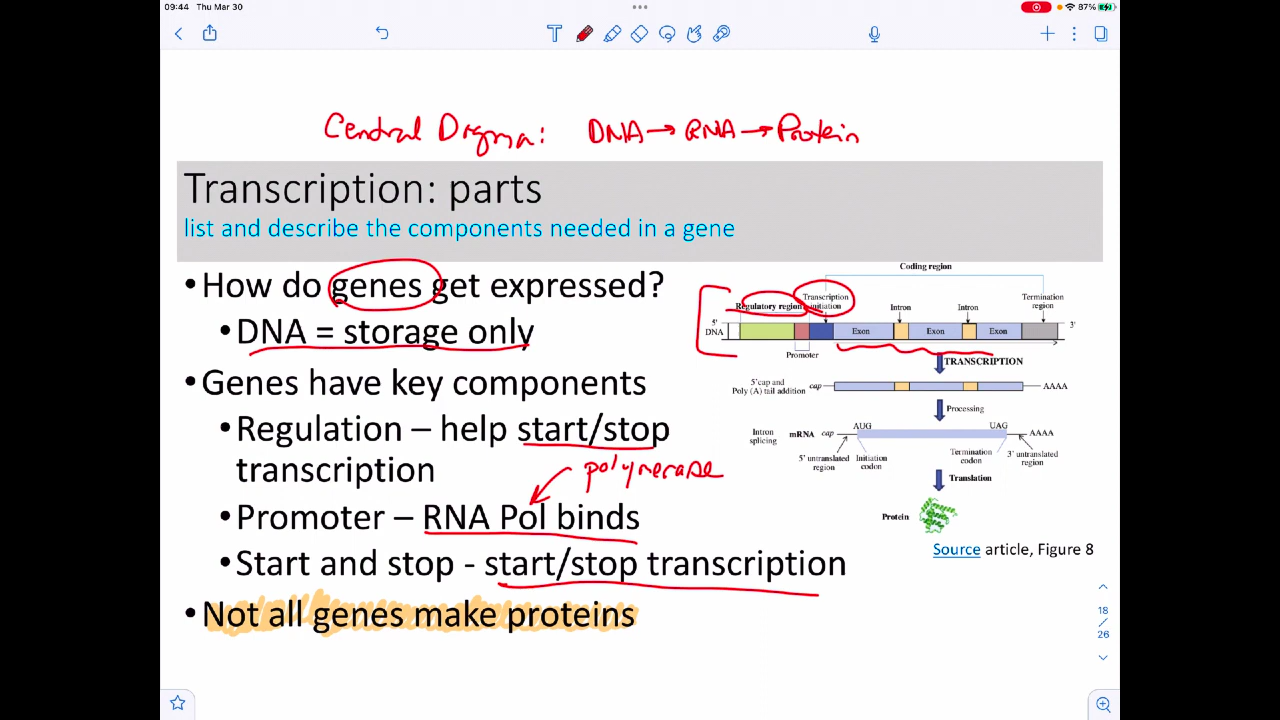 09:44 Thu Mar 30
87%
Central Dogma: DNA → RNA → Protein
Transcription: parts
list and describe the components needed in a gene
•How do genes get expressed?
•DNA = storage only
•Genes have key components
•Regulation – help start/stop
transcription
polymerase
•Promoter – RNA Pol binds
•Start and stop - start/stop transcription
•Not all genes make proteins
Coding region
Regulatory region
Transcription
initiation
Intron
Intron
Termination
region
5'
3'
DNA
Exon
Exon
Exon
Promoter
TRANSCRIPTION
5'cap and
Poly (A) tail addition
cap
AAAA
Processing
Intron
splicing
mRNA
cap
AUG
UAG
AAAA
5' untranslated
region
Initiation
codon
Termination
codon
3' untranslated
region
Translation
Protein
Source article, Figure 8
18
/
26